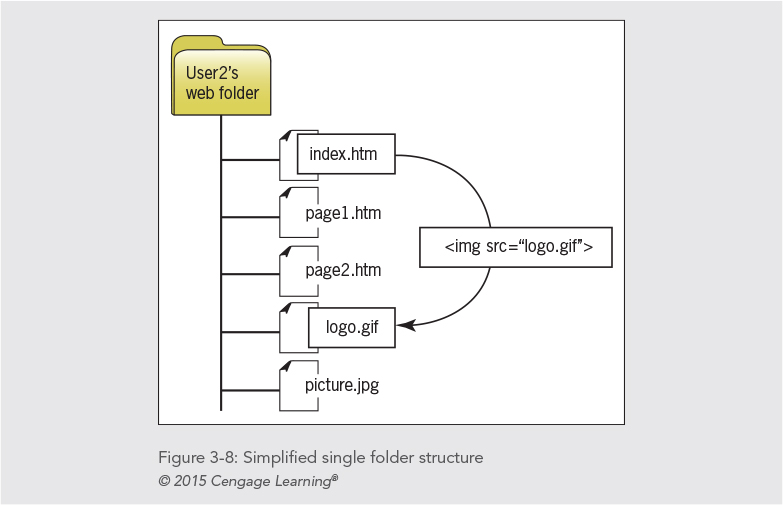 User2's
web folder
index.htm
page1.htm
<img src=“logo.gif”>
page2.htm
logo.gif
picture.jpg
Figure 3-8: Simplified single folder structure
© 2015 Cengage Learning®